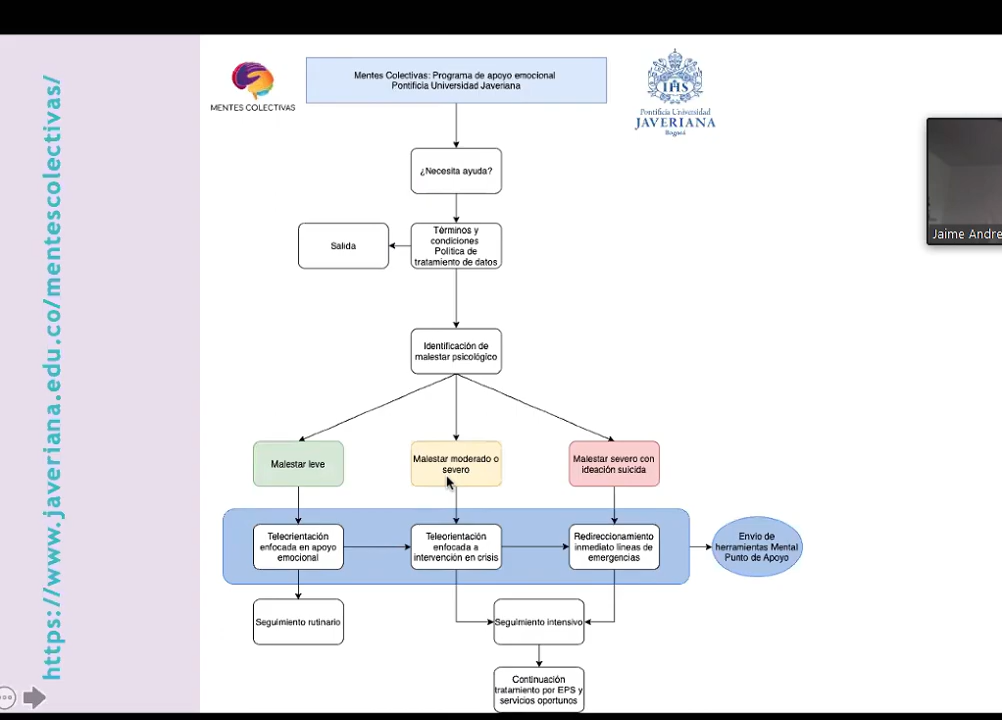 https://www.javeriana.edu.co/mentescolectivas/
MENTES COLECTIVAS
Mentes Colectivas: Programa de apoyo emocional
Pontificia Universidad Javeriana
IHS
Pontificia Universidad
JAVERIANA
Bogotá
¿Necesita ayuda?
Jaime Andre
Salida
Términos y
condiciones
Política de
tratamiento de datos
Identificación de
malestar psicológico
Malestar leve
Malestar moderado o
severo
Malestar severo con
ideación suicida
Teleorientación
enfocada en apoyo
emocional
Teleorientación
enfocada a
intervención en crisis
Redireccionamiento
inmediato líneas de
emergencias
Envío de
herramientas Mental
Punto de Apoyo
Seguimiento rutinario
Seguimiento intensivo
Continuación
tratamiento por EPS y
servicios oportunos